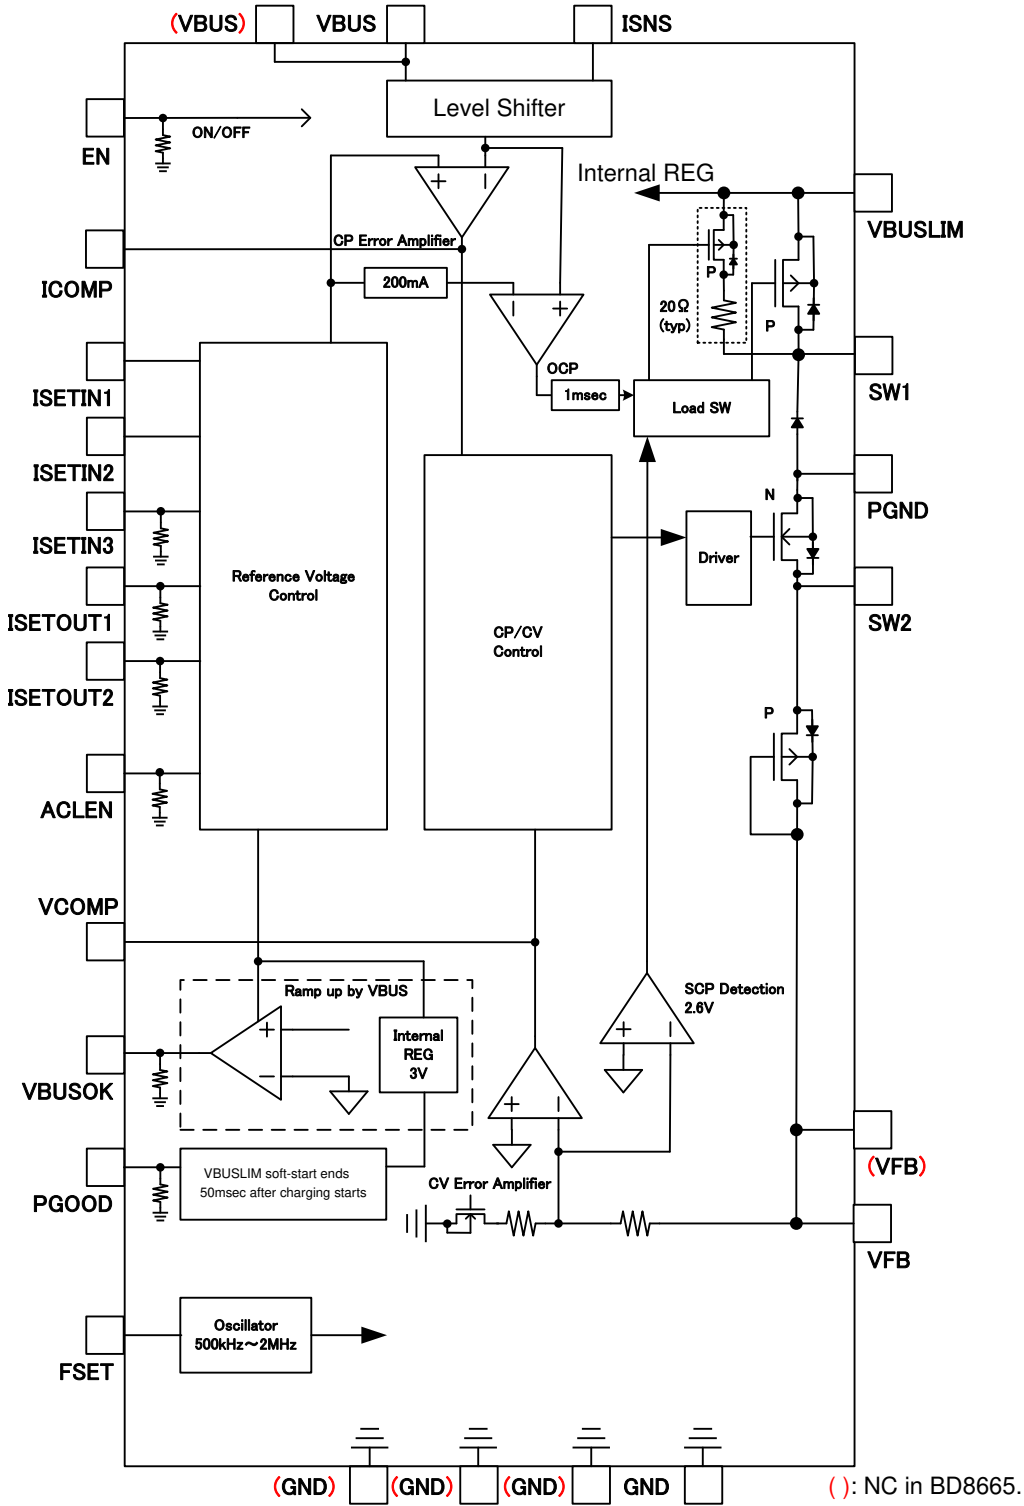 (VBUS)
VBUS
ISNS
Level Shifter
EN
ON/OFF
Internal REG
VBUSLIM
+
-
CP Error Amplifier
ICOMP
200mA
-
+
P
20Ω
(typ)
P
OCP
1msec
Load SW
SW1
ISETIN1
ISETIN2
ISETIN3
ISETOUT1
ISETOUT2
ACLEN
Reference Voltage
Control
CP/CV
Control
Driver
N
PGND
SW2
P
VCOMP
Ramp up by VBUS
+
-
Internal
REG
3V
SCP Detection
2.6V
+
-
VBUSOK
+
-
PGOOD
VBUSLIM soft-start ends
50msec after charging starts
CV Error Amplifier
(VFB)
VFB
FSET
Oscillator
500kHz～2MHz
(GND)
(GND)
(GND)
GND
( ): NC in BD8665.